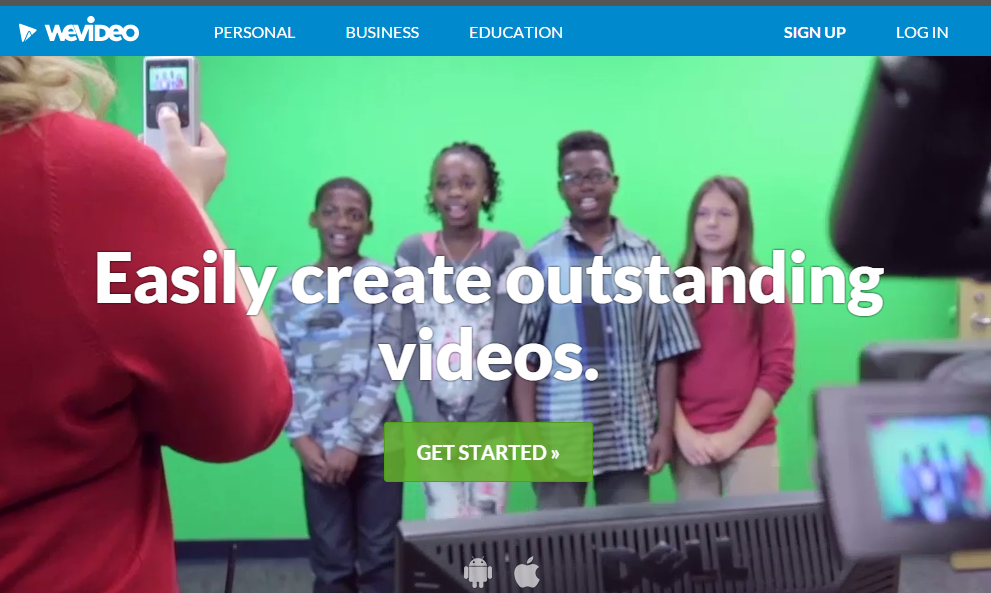 WEVIDEO
PERSONAL BUSINESS EDUCATION SIGN UP LOG IN
Easily create outstanding
videos.
GET STARTED »
DELL